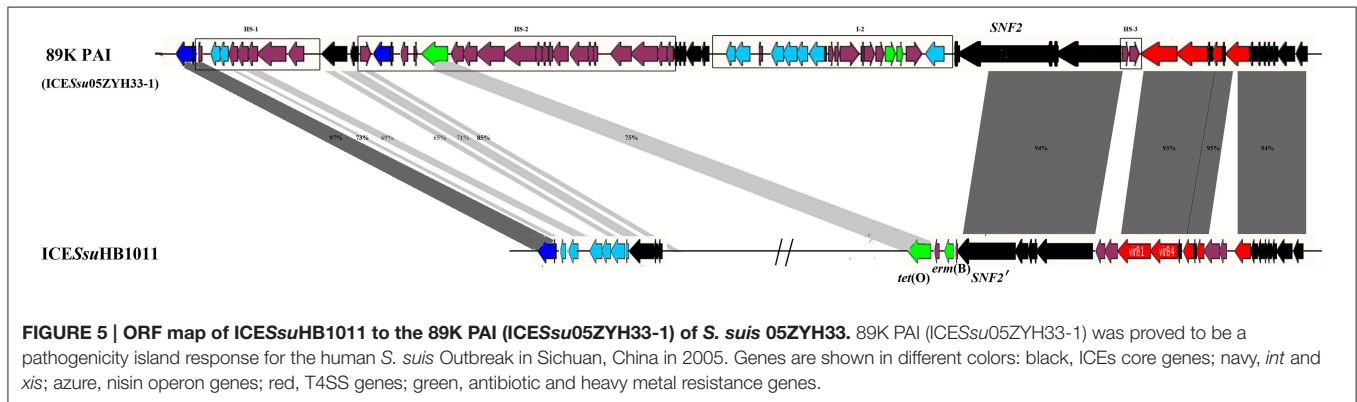 HS-1 HS-2 I-2 SNF2 HS-3
89K PAI
(ICESsu05ZYH33-1)
97% 73% 69% 68% 71% 85% 75% 94% 93% 95% 94%
ICESsuHB1011
virB1 virB4
tet(O) erm(B) SNF2′
FIGURE 5 | ORF map of ICESsuHB1011 to the 89K PAI (ICESsu05ZYH33-1) of S. suis 05ZYH33. 89K PAI (ICESsu05ZYH33-1) was proved to be a
pathogenicity island response for the human S. suis Outbreak in Sichuan, China in 2005. Genes are shown in different colors: black, ICEs core genes; navy, int and
xis; azure, nisin operon genes; red, T4SS genes; green, antibiotic and heavy metal resistance genes.